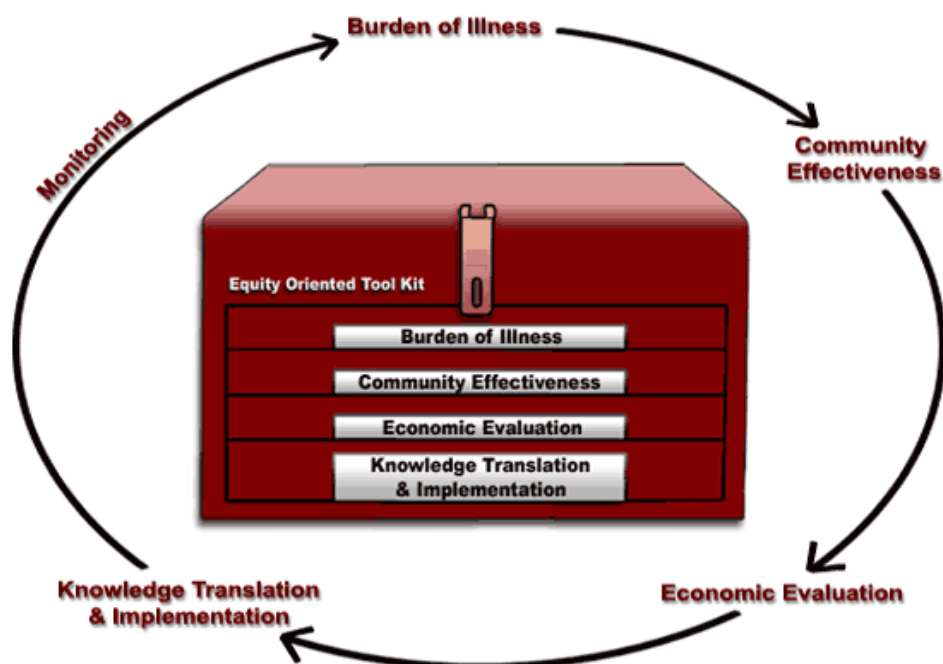 Burden of Illness
Monitoring
Community
Effectiveness
Equity Oriented Tool Kit
Burden of Illness
Community Effectiveness
Economic Evaluation
Knowledge Translation
& Implementation
Knowledge Translation
& Implementation
Economic Evaluation